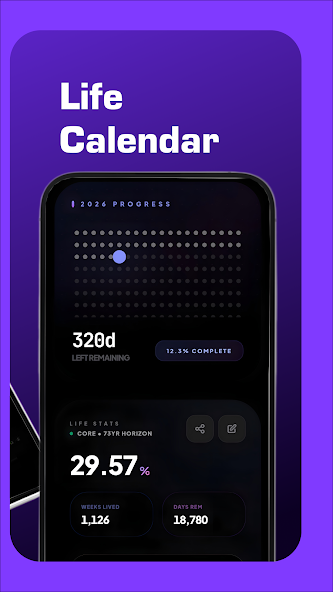 Life
Calendar
2026 PROGRESS
320d
LEFT REMAINING
12.3% COMPLETE
LIFE STATS
CORE • 73YR HORIZON
29.57 %
WEEKS LIVED
1,126
DAYS REM
18,780